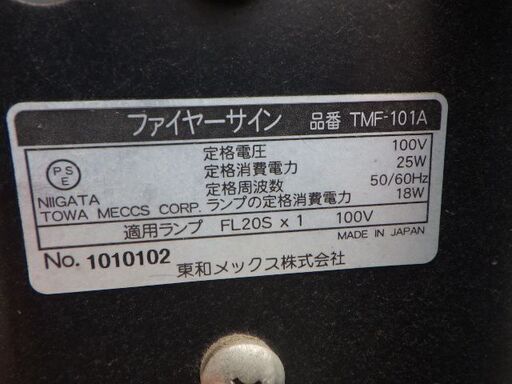 ファイヤーサイン 品番 TMF-101A
PSE
定格電圧 100V
定格消費電力 25W
定格周波数 50/60Hz
NIIGATA
TOWA MECCS CORP. ランプの定格消費電力 18W
適用ランプ FL20S x 1 100V
MADE IN JAPAN
No. 1010102
東和メックス株式会社